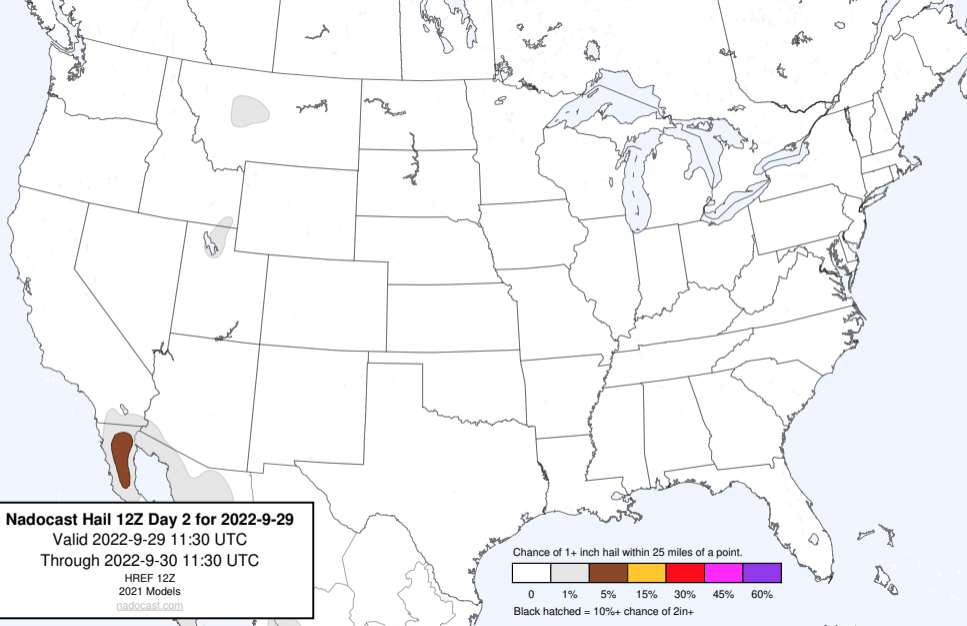 Nadocast Hail 12Z Day 2 for 2022-9-29
Valid 2022-9-29 11:30 UTC
Through 2022-9-30 11:30 UTC
HREF 12Z
2021 Models
nadocast.com
Chance of 1+ inch hail within 25 miles of a point.
0 1% 5% 15% 30% 45% 60%
Black hatched = 10%+ chance of 2in+